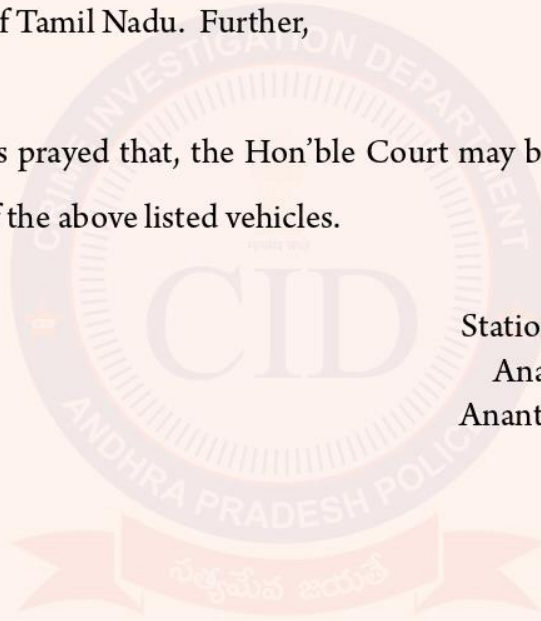 f Tamil Nadu. Further,
s prayed that, the Hon'ble Court may b
f the above listed vehicles.
CRIME INVESTIGATION DEPARTMENT
CID
Statio
Ana
Anant
ANDHRA PRADESH POLICE
సత్యమేవ జయతే